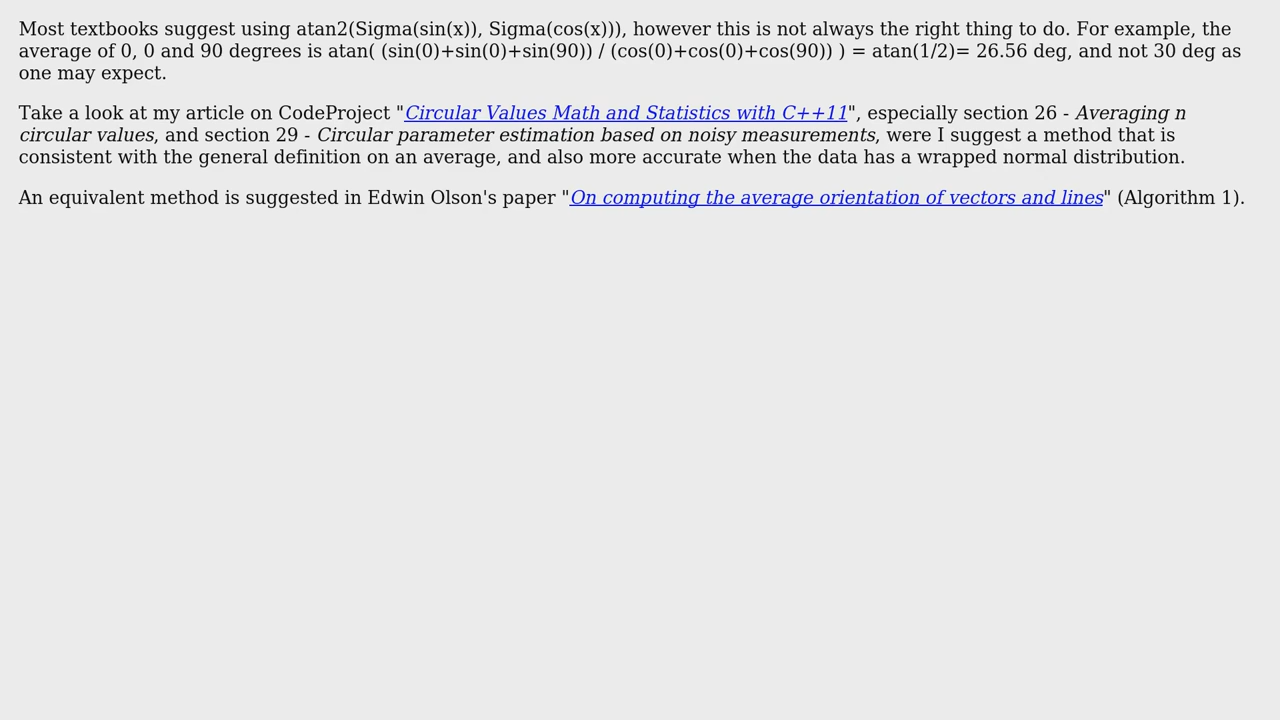 Most textbooks suggest using atan2(Sigma(sin(x)), Sigma(cos(x))), however this is not always the right thing to do. For example, the
average of 0, 0 and 90 degrees is atan( (sin(0)+sin(0)+sin(90)) / (cos(0)+cos(0)+cos(90)) ) = atan(1/2)= 26.56 deg, and not 30 deg as
one may expect.
Take a look at my article on CodeProject "Circular Values Math and Statistics with C++11", especially section 26 - Averaging n
circular values, and section 29 - Circular parameter estimation based on noisy measurements, were I suggest a method that is
consistent with the general definition on an average, and also more accurate when the data has a wrapped normal distribution.
An equivalent method is suggested in Edwin Olson's paper "On computing the average orientation of vectors and lines" (Algorithm 1).